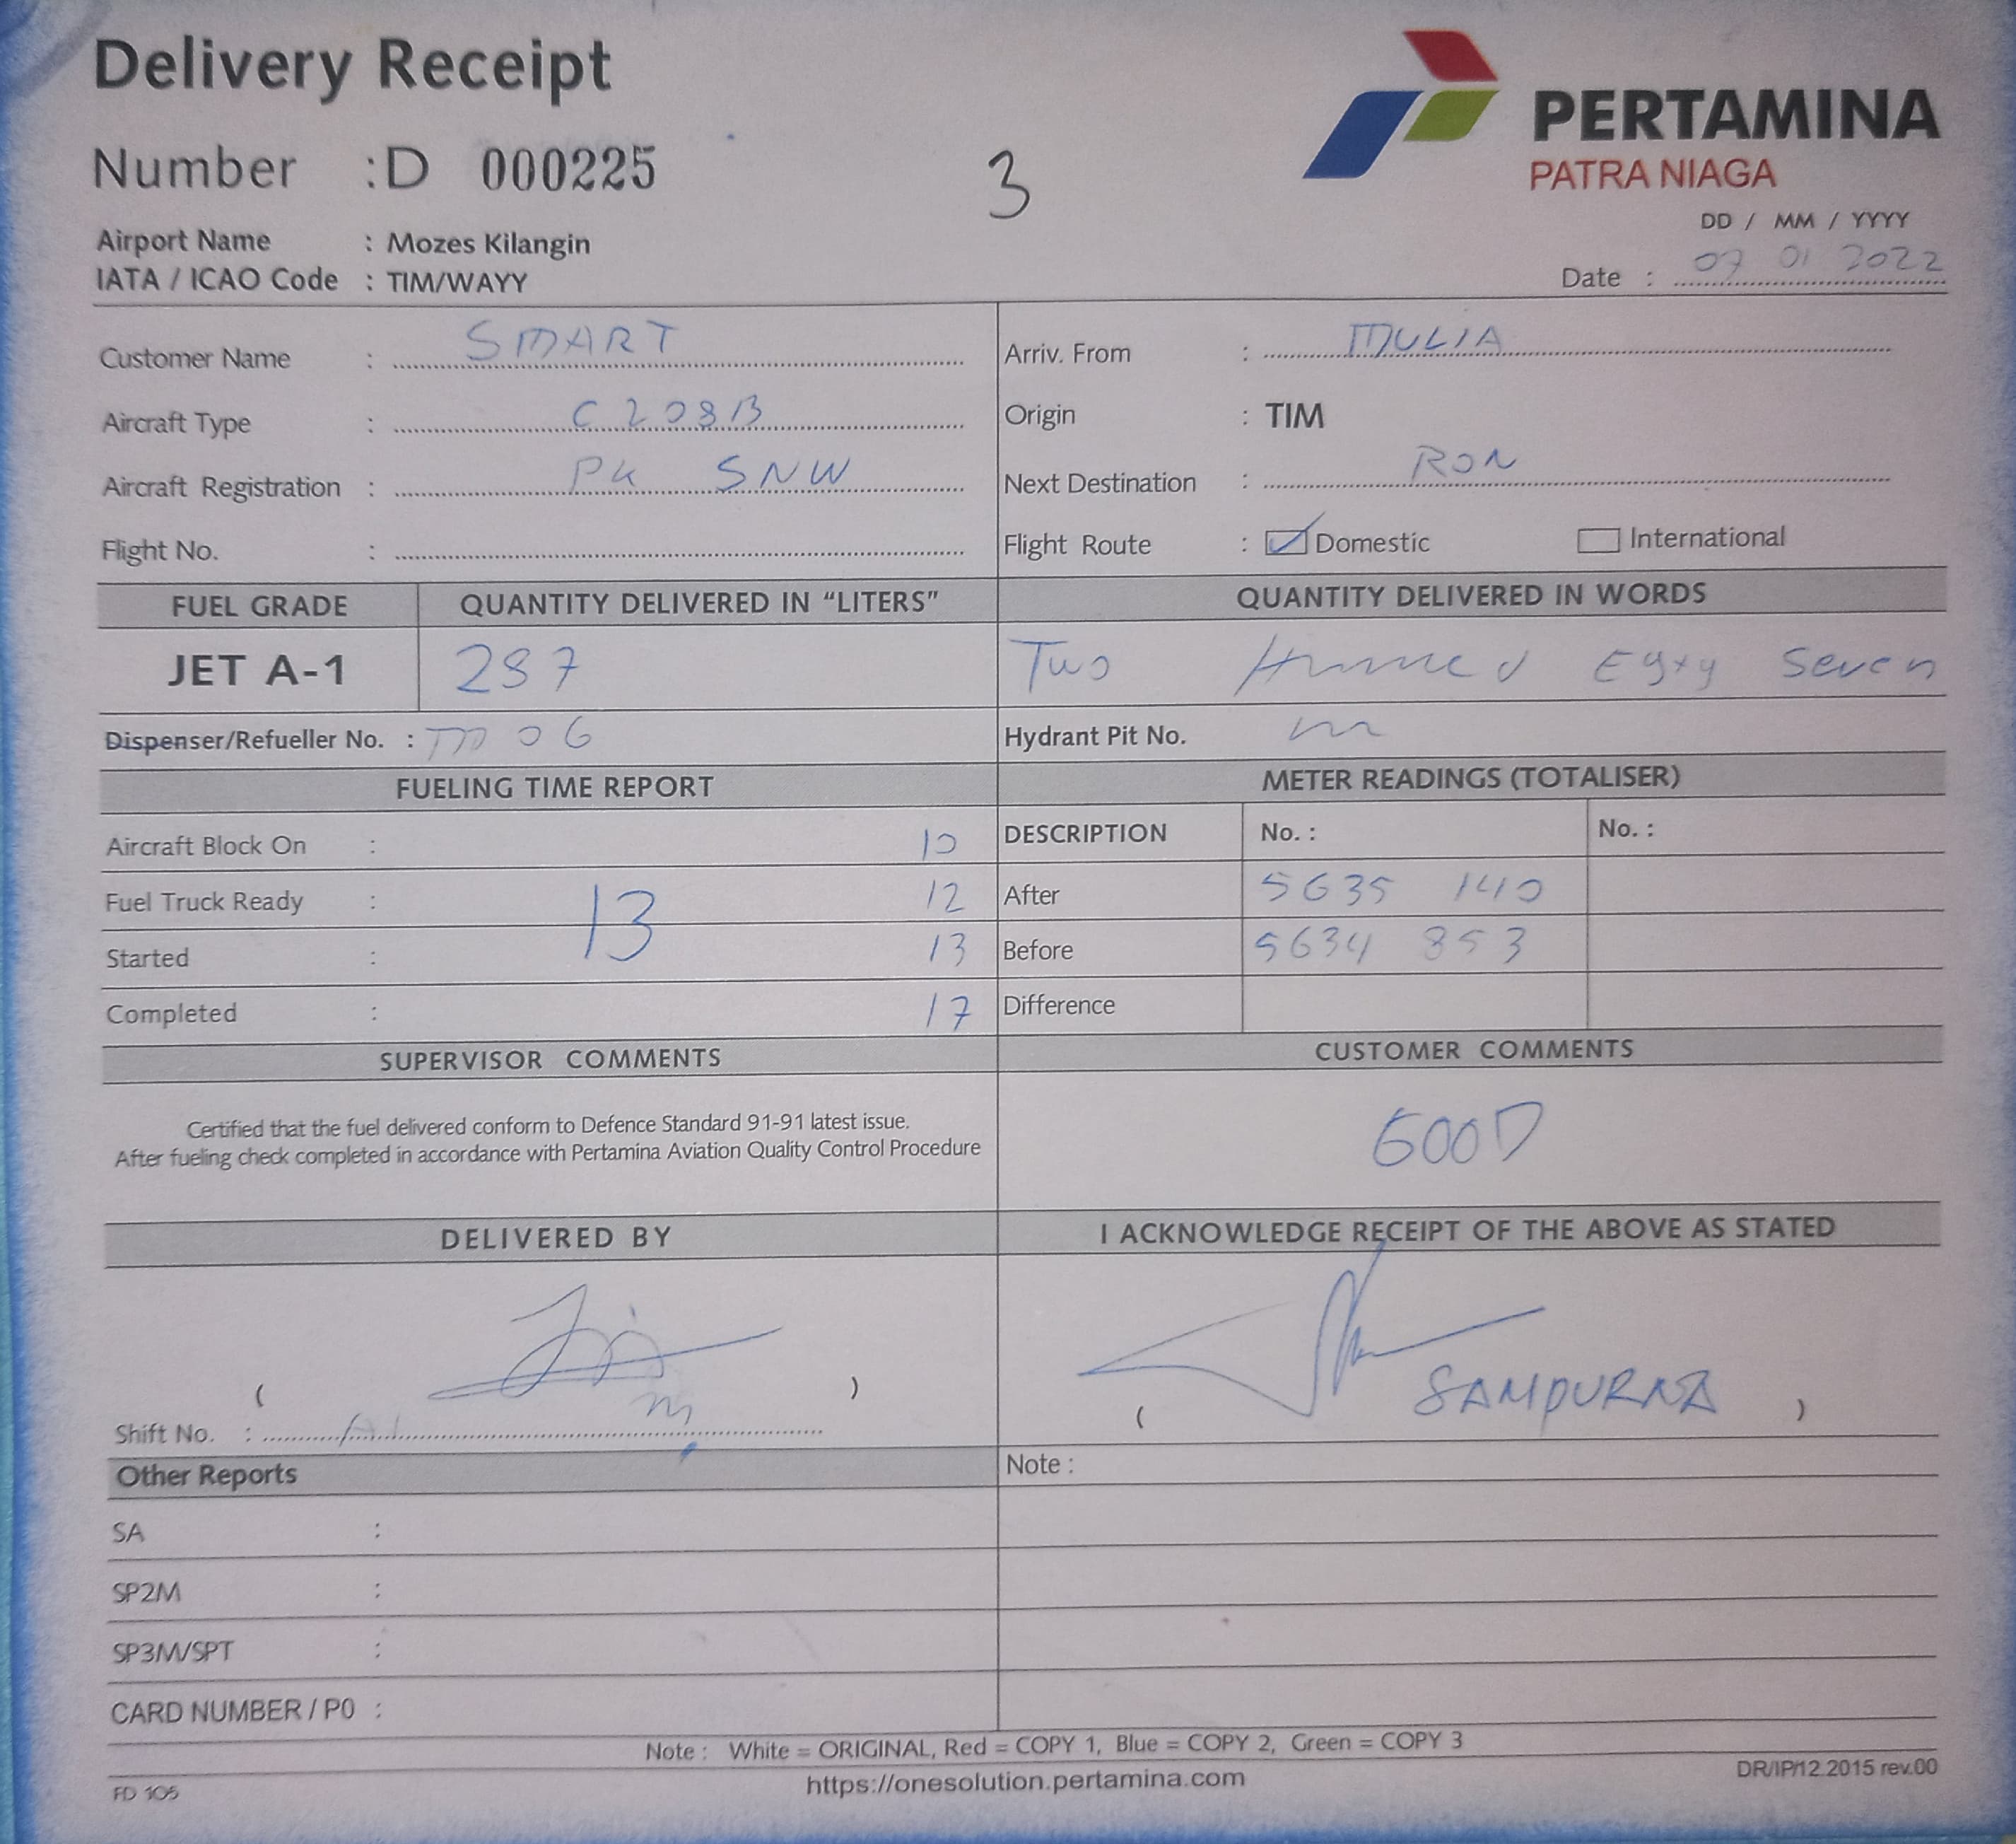 Delivery Receipt
PERTAMINA
PATRA NIAGA
Number : D 000225
3
DD / MM / YYYY
Airport Name : Mozes Kilangin
IATA / ICAO Code : TIM/WAYY
Date : 07 01 2022
Customer Name : SMART
Arriv. From : MULIA
Aircraft Type : C 208B
Origin : TIM
Aircraft Registration : PK SNW
Next Destination : RON
Flight No. :
Flight Route : Domestic International
FUEL GRADE QUANTITY DELIVERED IN "LITERS" QUANTITY DELIVERED IN WORDS
JET A-1 287 Two Seven
Dispenser/Refueller No. : 06
Hydrant Pit No.
FUELING TIME REPORT
METER READINGS (TOTALISER)
Aircraft Block On : 10
DESCRIPTION No. : No. :
Fuel Truck Ready : 12
13
After 5635 140
Started : 13
Before 5634 853
Completed : 17
Difference
SUPERVISOR COMMENTS
CUSTOMER COMMENTS
Certified that the fuel delivered conform to Defence Standard 91-91 latest issue.
After fueling check completed in accordance with Pertamina Aviation Quality Control Procedure
GOOD
DELIVERED BY
I ACKNOWLEDGE RECEIPT OF THE ABOVE AS STATED
( )
( SAMPURNA )
Shift No. :
Other Reports
Note :
SA :
SP2M :
SP3M/SPT :
CARD NUMBER / P0 :
Note : White = ORIGINAL, Red = COPY 1, Blue = COPY 2, Green = COPY 3
https://onesolution.pertamina.com
FD 105
DR/IP/12.2015 rev.00